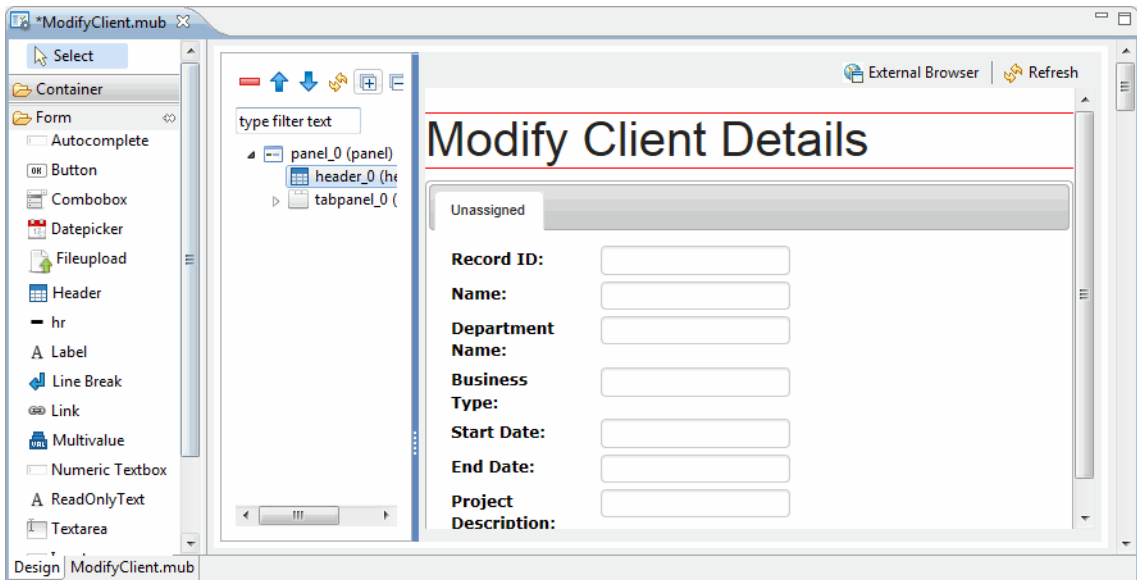 *ModifyClient.mub
Select
Container
Form
Autocomplete
Button
Combobox
Datepicker
Fileupload
Header
hr
Label
Line Break
Link
Multivalue
Numeric Textbox
ReadOnlyText
Textarea
type filter text
panel_0 (panel)
header_0 (he
tabpanel_0 (
External Browser
Refresh
Modify Client Details
Unassigned
Record ID:
Name:
Department
Name:
Business
Type:
Start Date:
End Date:
Project
Description:
Design
ModifyClient.mub